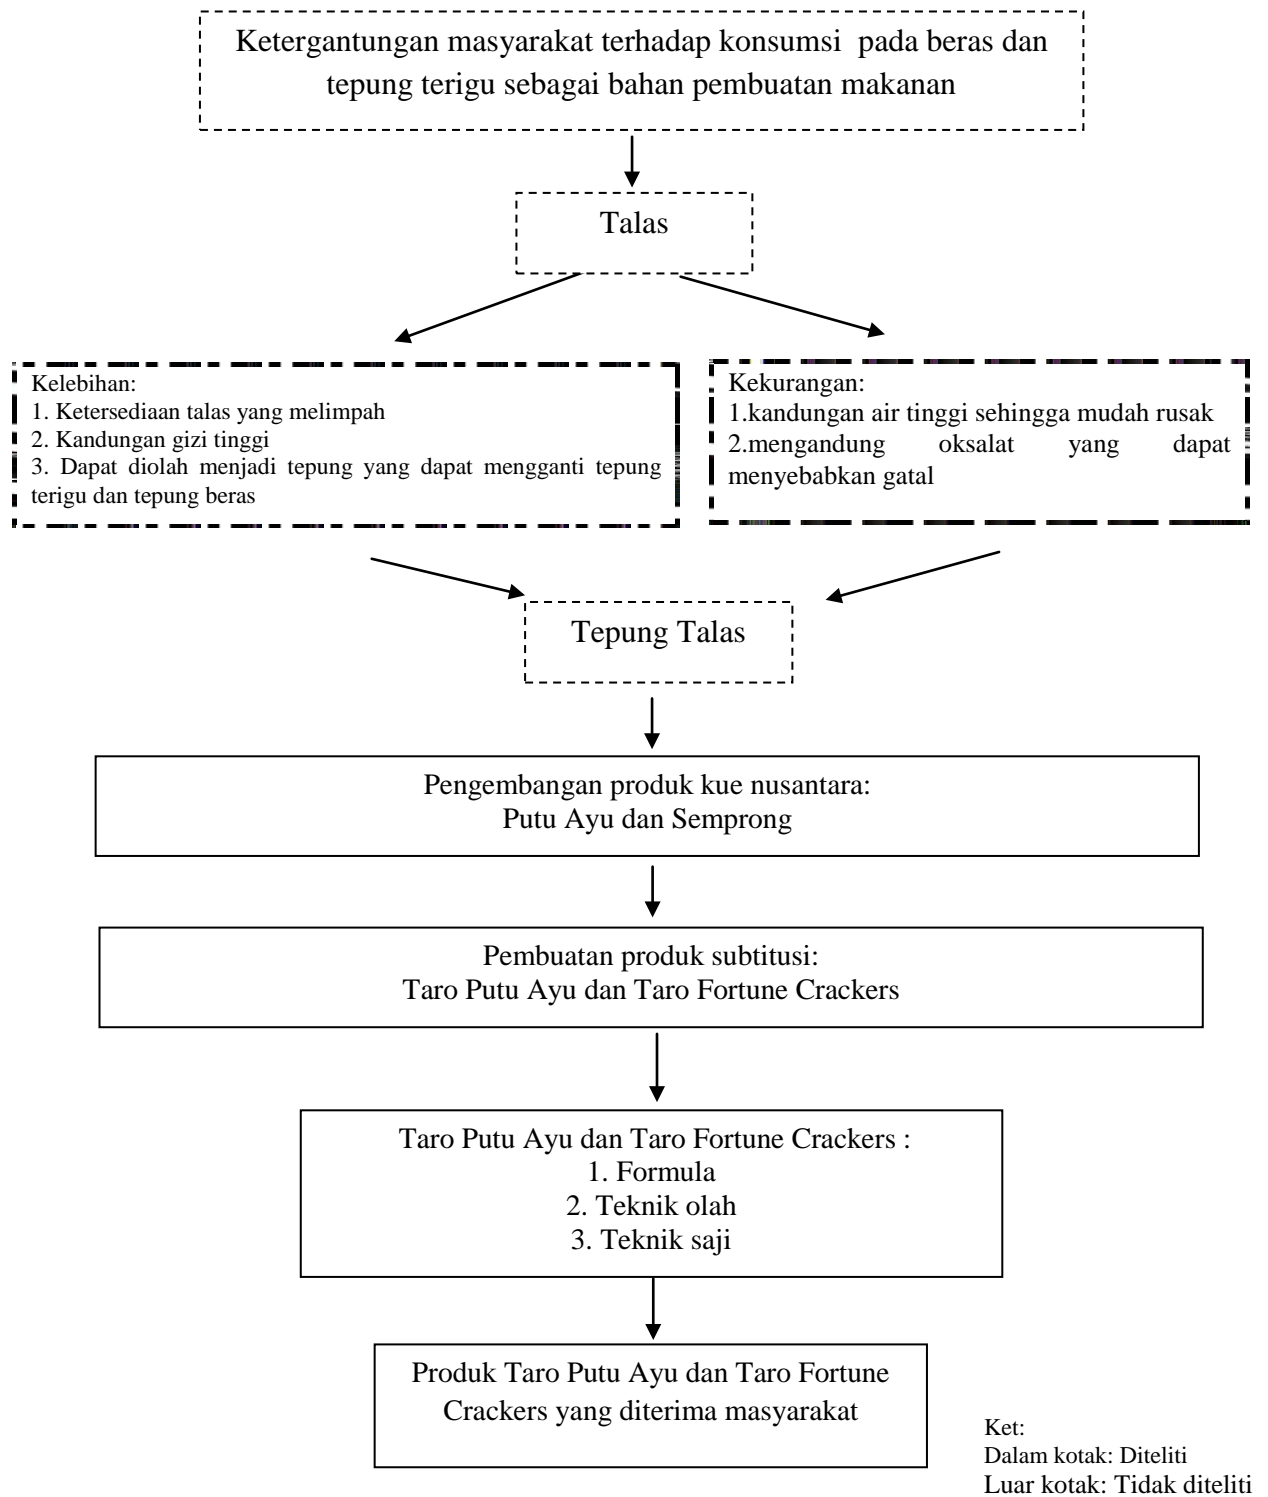 Ketergantungan masyarakat terhadap konsumsi pada beras dan
tepung terigu sebagai bahan pembuatan makanan
Talas
Kelebihan:
1. Ketersediaan talas yang melimpah
2. Kandungan gizi tinggi
3. Dapat diolah menjadi tepung yang dapat mengganti tepung
terigu dan tepung beras
Kekurangan:
1.kandungan air tinggi sehingga mudah rusak
2.mengandung oksalat yang dapat
menyebabkan gatal
Tepung Talas
Pengembangan produk kue nusantara:
Putu Ayu dan Semprong
Pembuatan produk subtitusi:
Taro Putu Ayu dan Taro Fortune Crackers
Taro Putu Ayu dan Taro Fortune Crackers :
1. Formula
2. Teknik olah
3. Teknik saji
Produk Taro Putu Ayu dan Taro Fortune
Crackers yang diterima masyarakat
Ket:
Dalam kotak: Diteliti
Luar kotak: Tidak diteliti